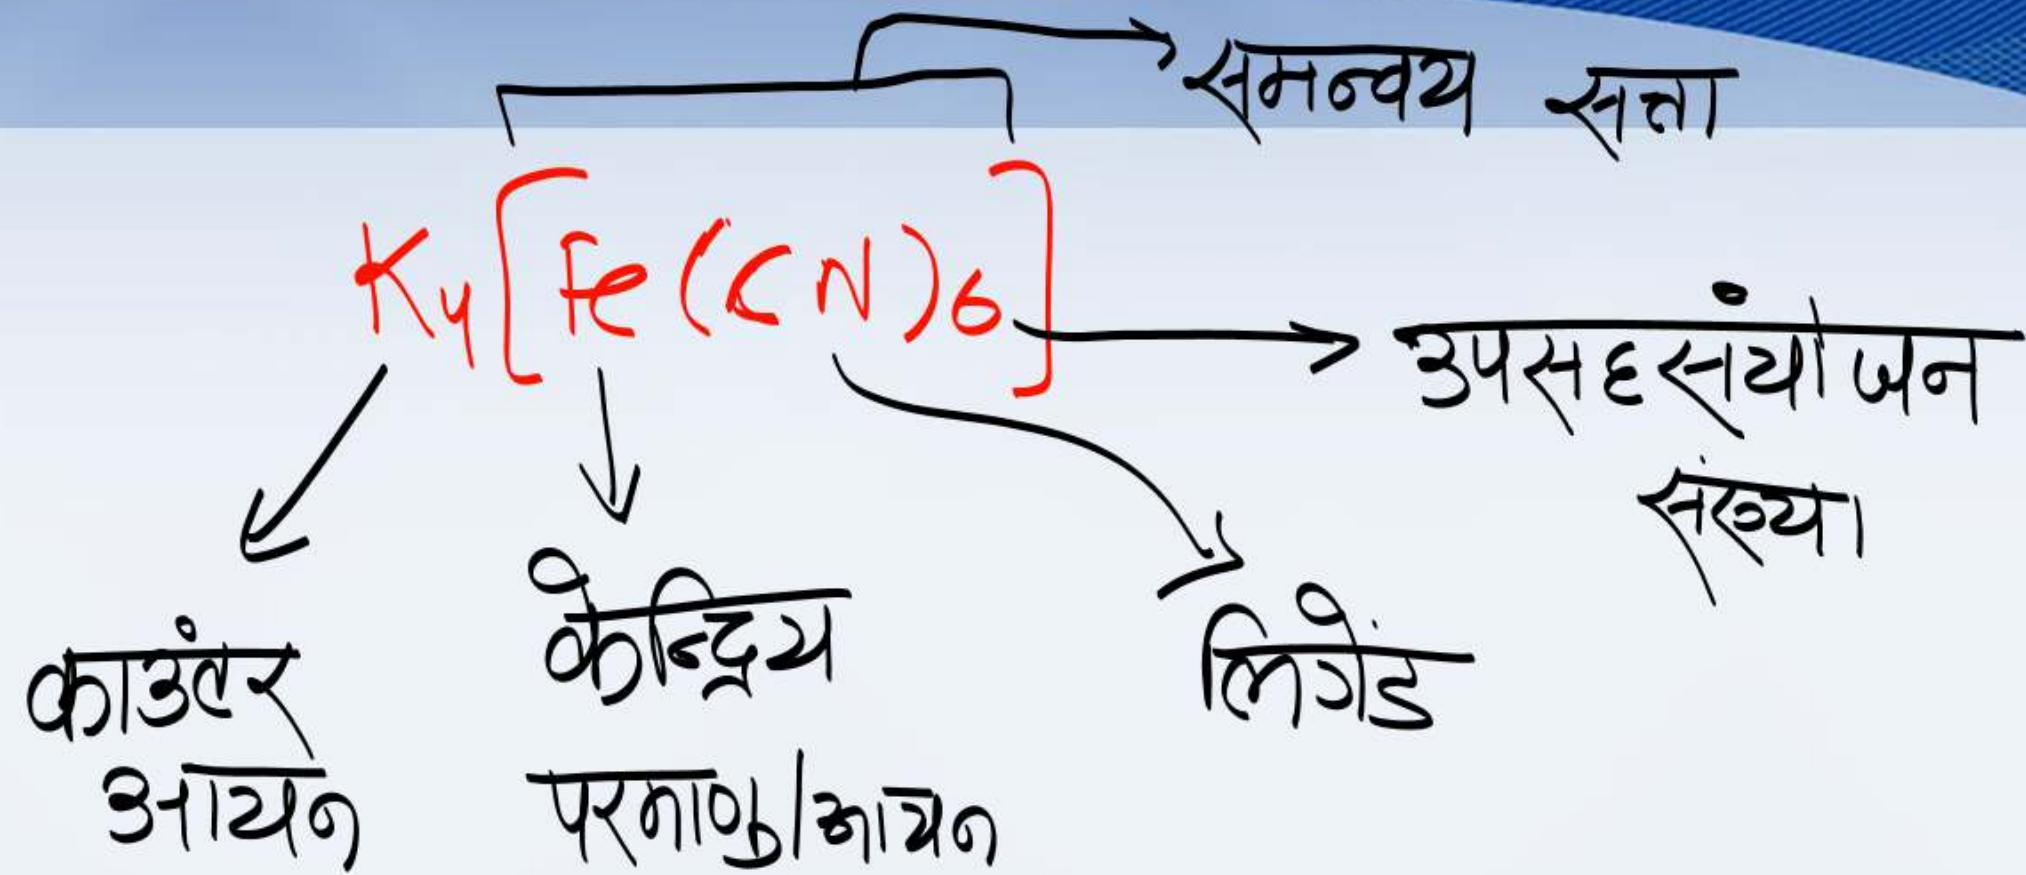 समन्वय सत्ता
K4[Fe(CN)6]
उपसहसंयोजन
संख्या
काउंटर
आयन
केन्द्रिय
परमाणु/आयन
लिगेंड